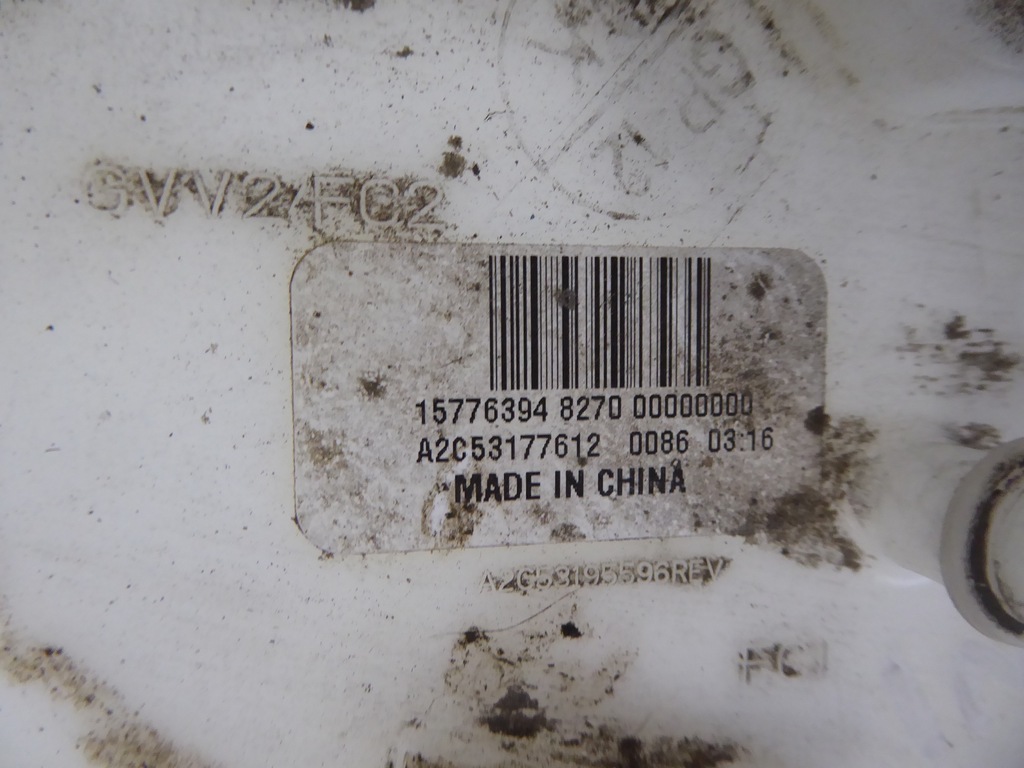 GVV2/FC2
15776394 8270 00000000
A2C53177612 0086 03:16
MADE IN CHINA
A2C53195596REV